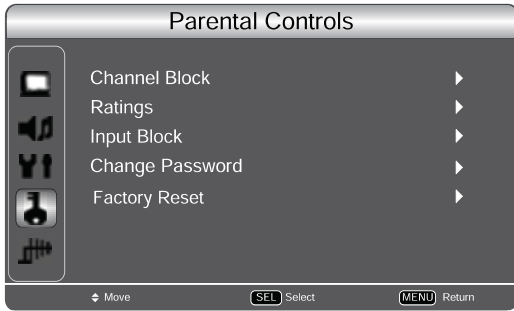 Parental Controls
Channel Block
Ratings
Input Block
Change Password
Factory Reset
Move SEL Select MENU Return